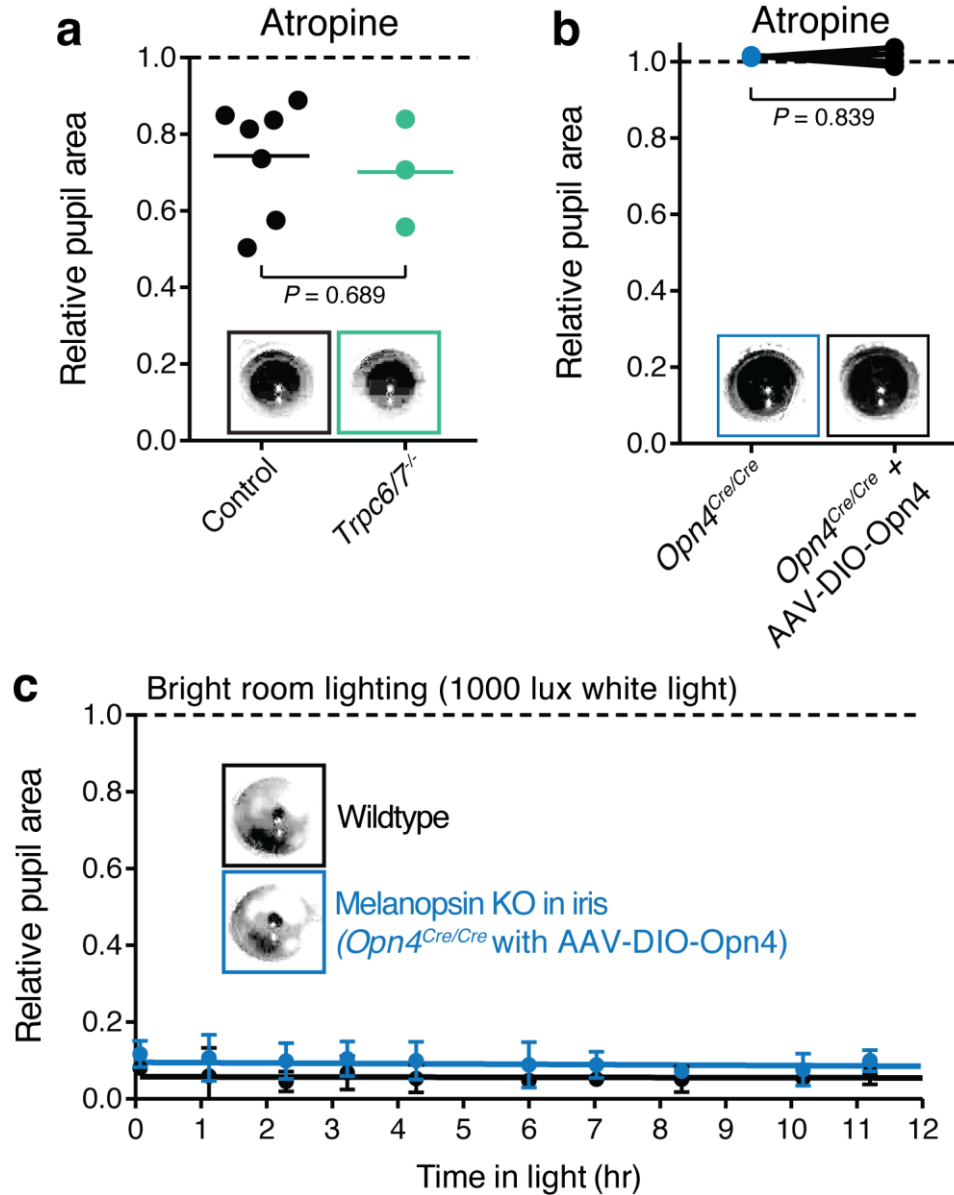 a
Atropine
Relative pupil area
1.0
0.8
0.6
0.4
0.2
0.0
P = 0.689
Control
Trpc6/7-/-
b
Atropine
Relative pupil area
1.0
0.8
0.6
0.4
0.2
0.0
P = 0.839
Opn4Cre/Cre
Opn4Cre/Cre +
AAV-DIO-Opn4
c
Bright room lighting (1000 lux white light)
Relative pupil area
1.0
0.8
0.6
0.4
0.2
0.0
Wildtype
Melanopsin KO in iris
(Opn4Cre/Cre with AAV-DIO-Opn4)
0 1 2 3 4 5 6 7 8 9 10 11 12
Time in light (hr)